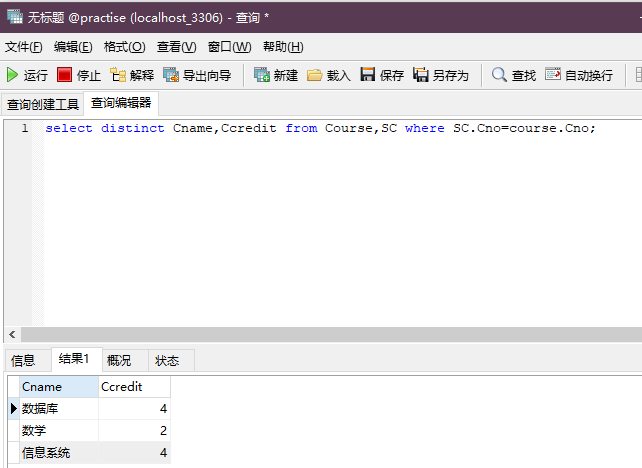 无标题 @practise (localhost_3306) - 查询 *
文件(F) 编辑(E) 格式(O) 查看(V) 窗口(W) 帮助(H)
运行 停止 解释 导出向导 新建 载入 保存 另存为 查找 自动换行
查询创建工具 查询编辑器
1 select distinct Cname,Ccredit from Course,SC where SC.Cno=course.Cno;
信息 结果1 概况 状态
Cname Ccredit
数据库 4
数学 2
信息系统 4